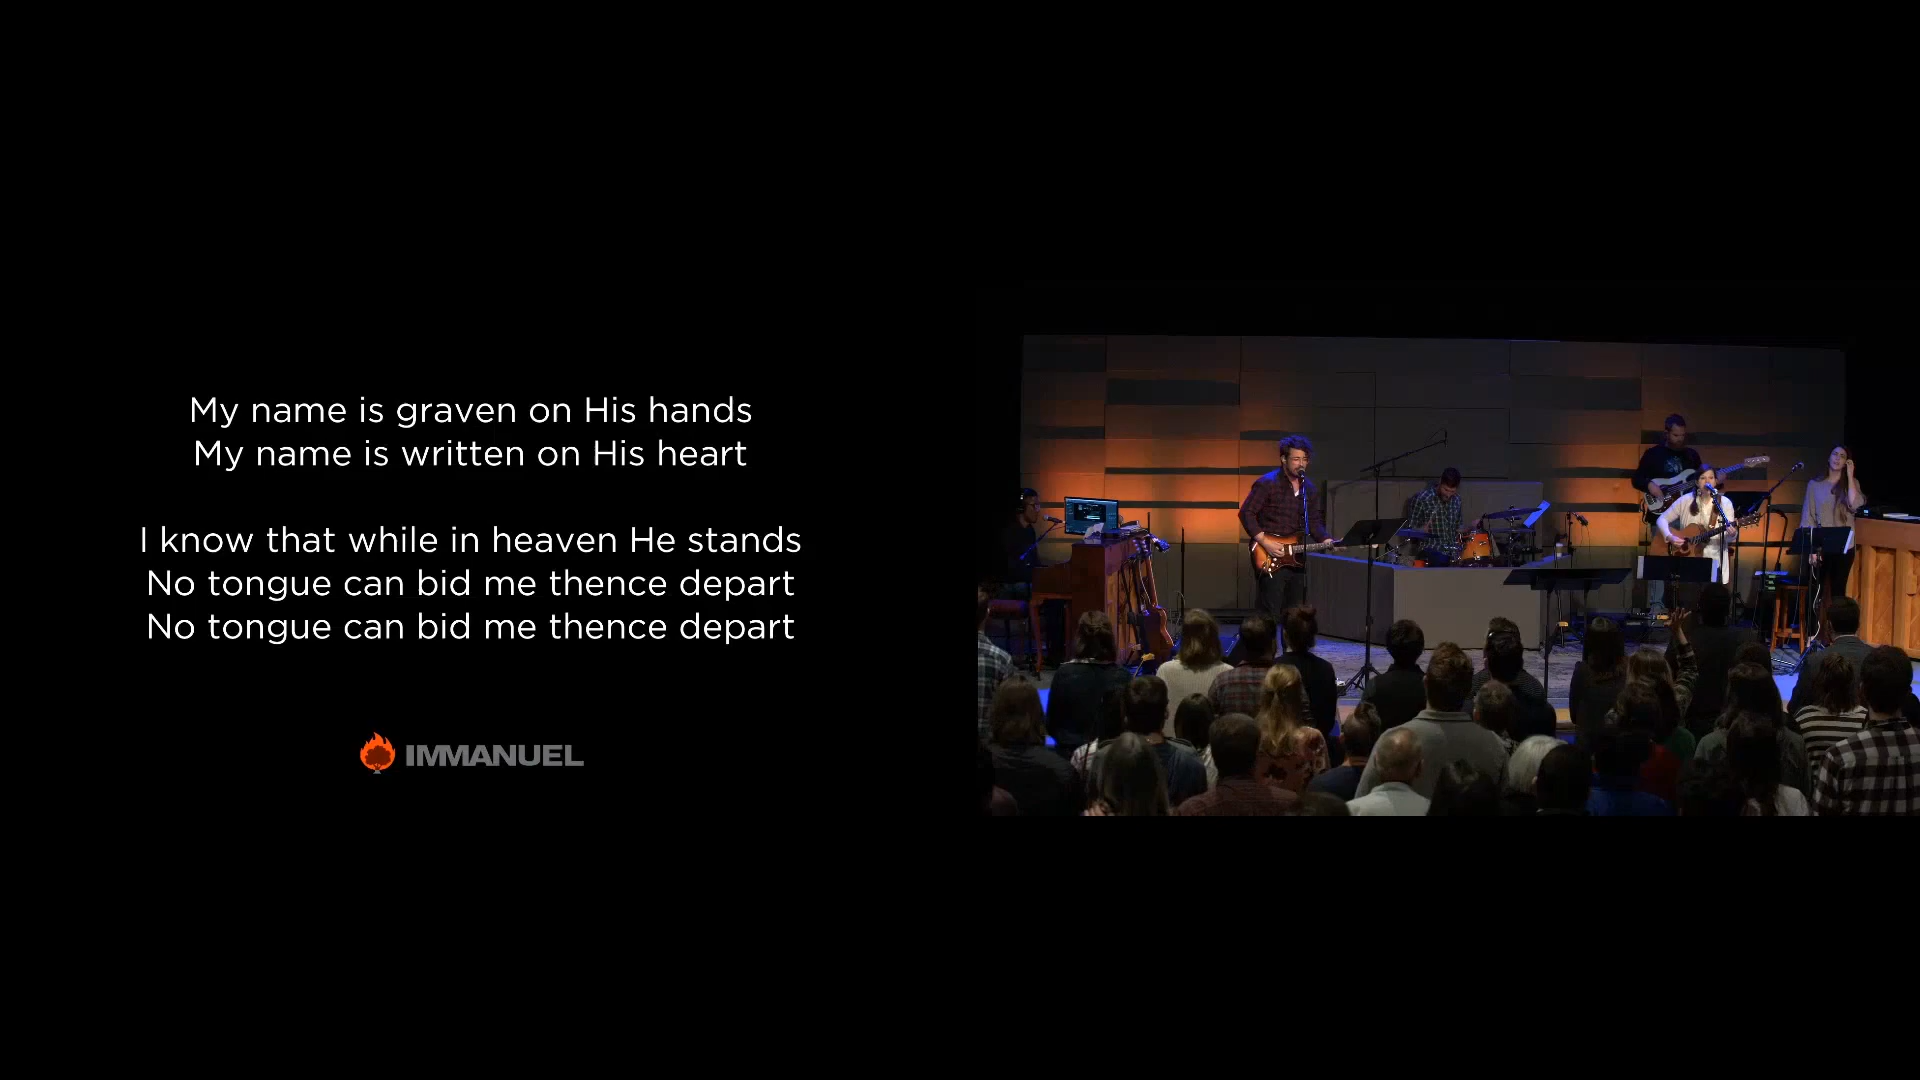 My name is graven on His hands
My name is written on His heart
I know that while in heaven He stands
No tongue can bid me thence depart
No tongue can bid me thence depart
IMMANUEL